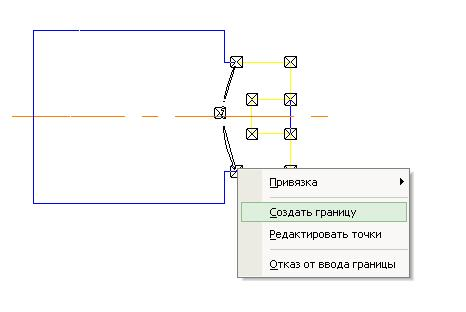 Привязка
Создать границу
Редактировать точки
Отказ от ввода границы